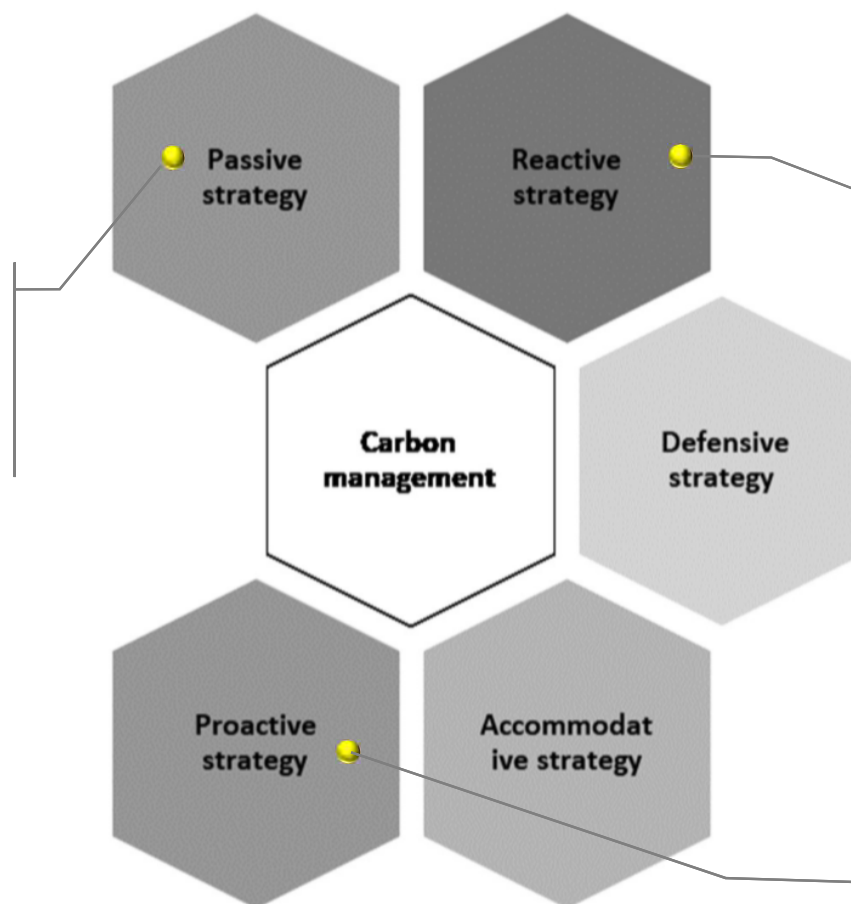 Passive
strategy
Reactive
strategy
Carbon
management
Defensive
strategy
Proactive
strategy
Accommodat
ive strategy